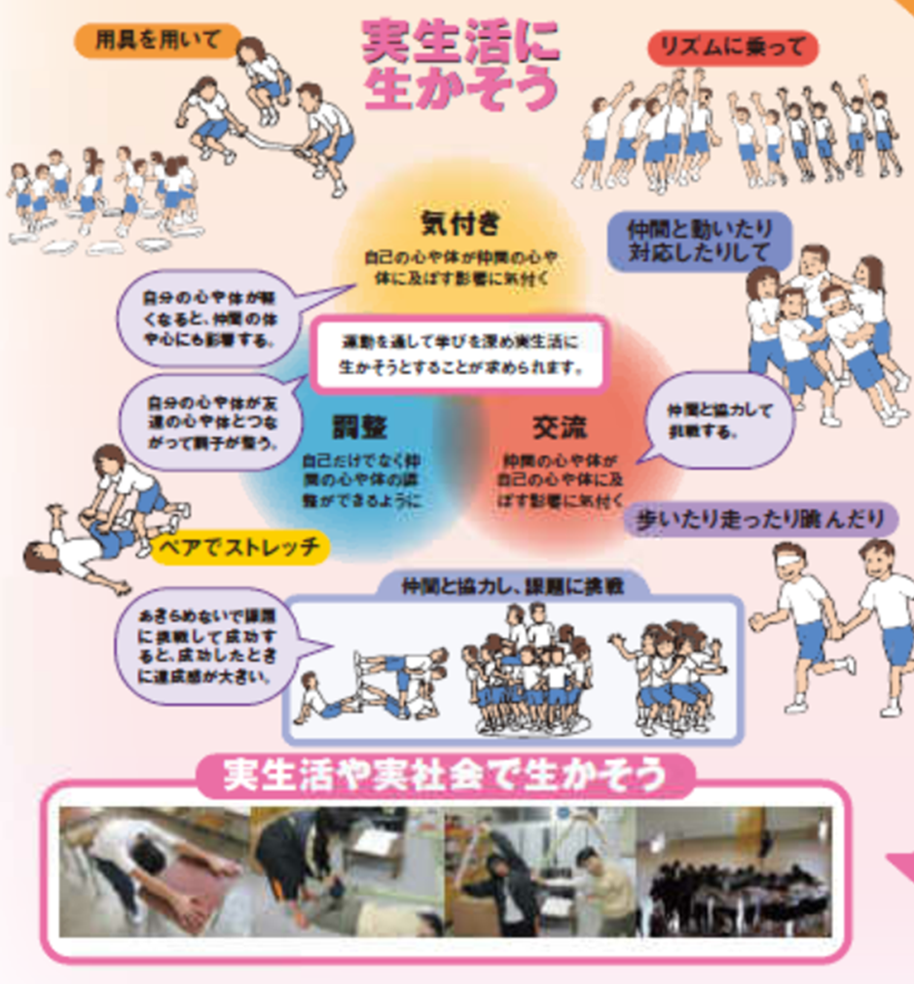 用具を用いて
実生活に
生かそう
リズムに乗って
仲間と動いたり
対応したりして
気付き
自己の心や体が仲間の心や
体に及ぼす影響に気付く
自分の心や体が軽
くなると、仲間の体
や心にも影響する。
運動を通して学びを深め実生活に
生かそうとすることが求められます。
自分の心や体が友
達の心や体とつな
がって調子が整う。
調整
自己だけでなく仲
間の心や体の調
整ができるように
交流
仲間の心や体が
自己の心や体に及
ぼす影響に気付く
仲間と協力して
挑戦する。
歩いたり走ったり跳んだり
ペアでストレッチ
仲間と協力し、課題に挑戦
あきらめないで課題
に挑戦して成功す
ると、成功したとき
に達成感が大きい。
実生活や実社会で生かそう